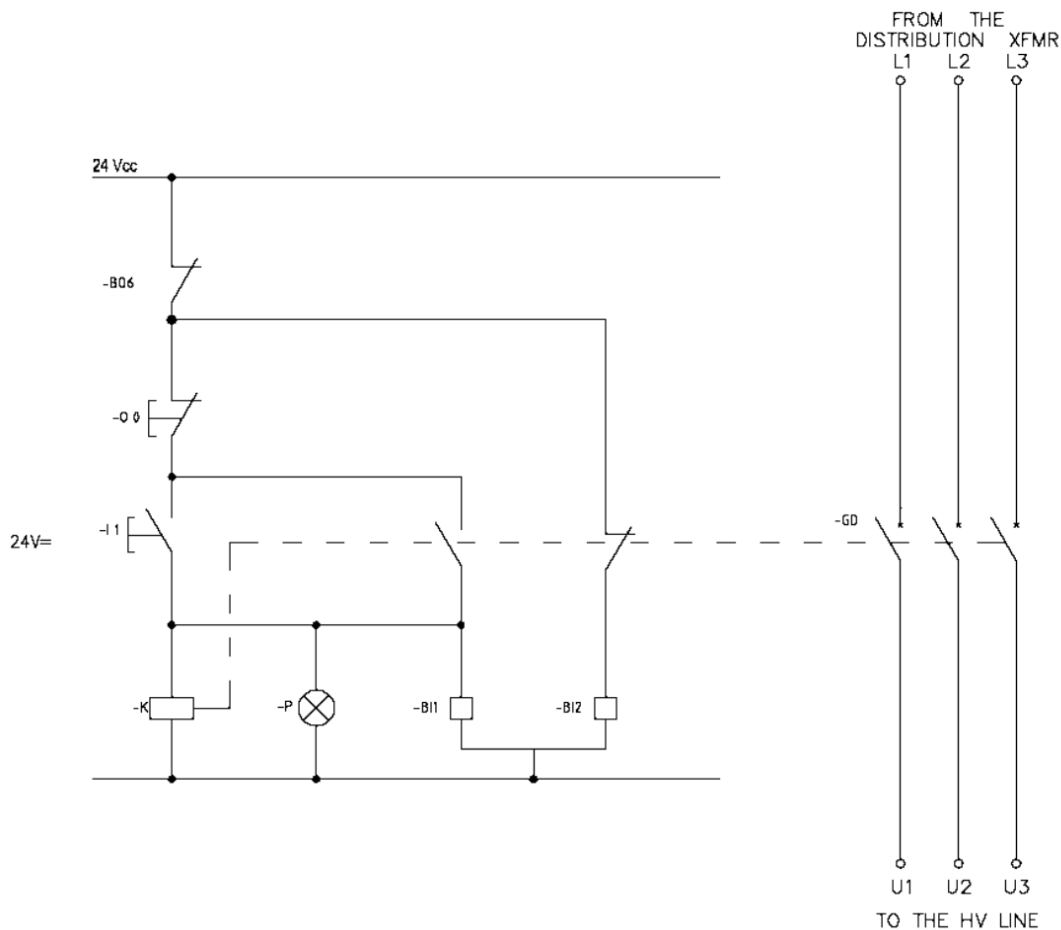 FROM THE
DISTRIBUTION XFMR
L1 L2 L3
24 Vcc
-B06
-O 0
-I 1
-GD
24V=
-K
-P
-BI1
-BI2
U1 U2 U3
TO THE HV LINE